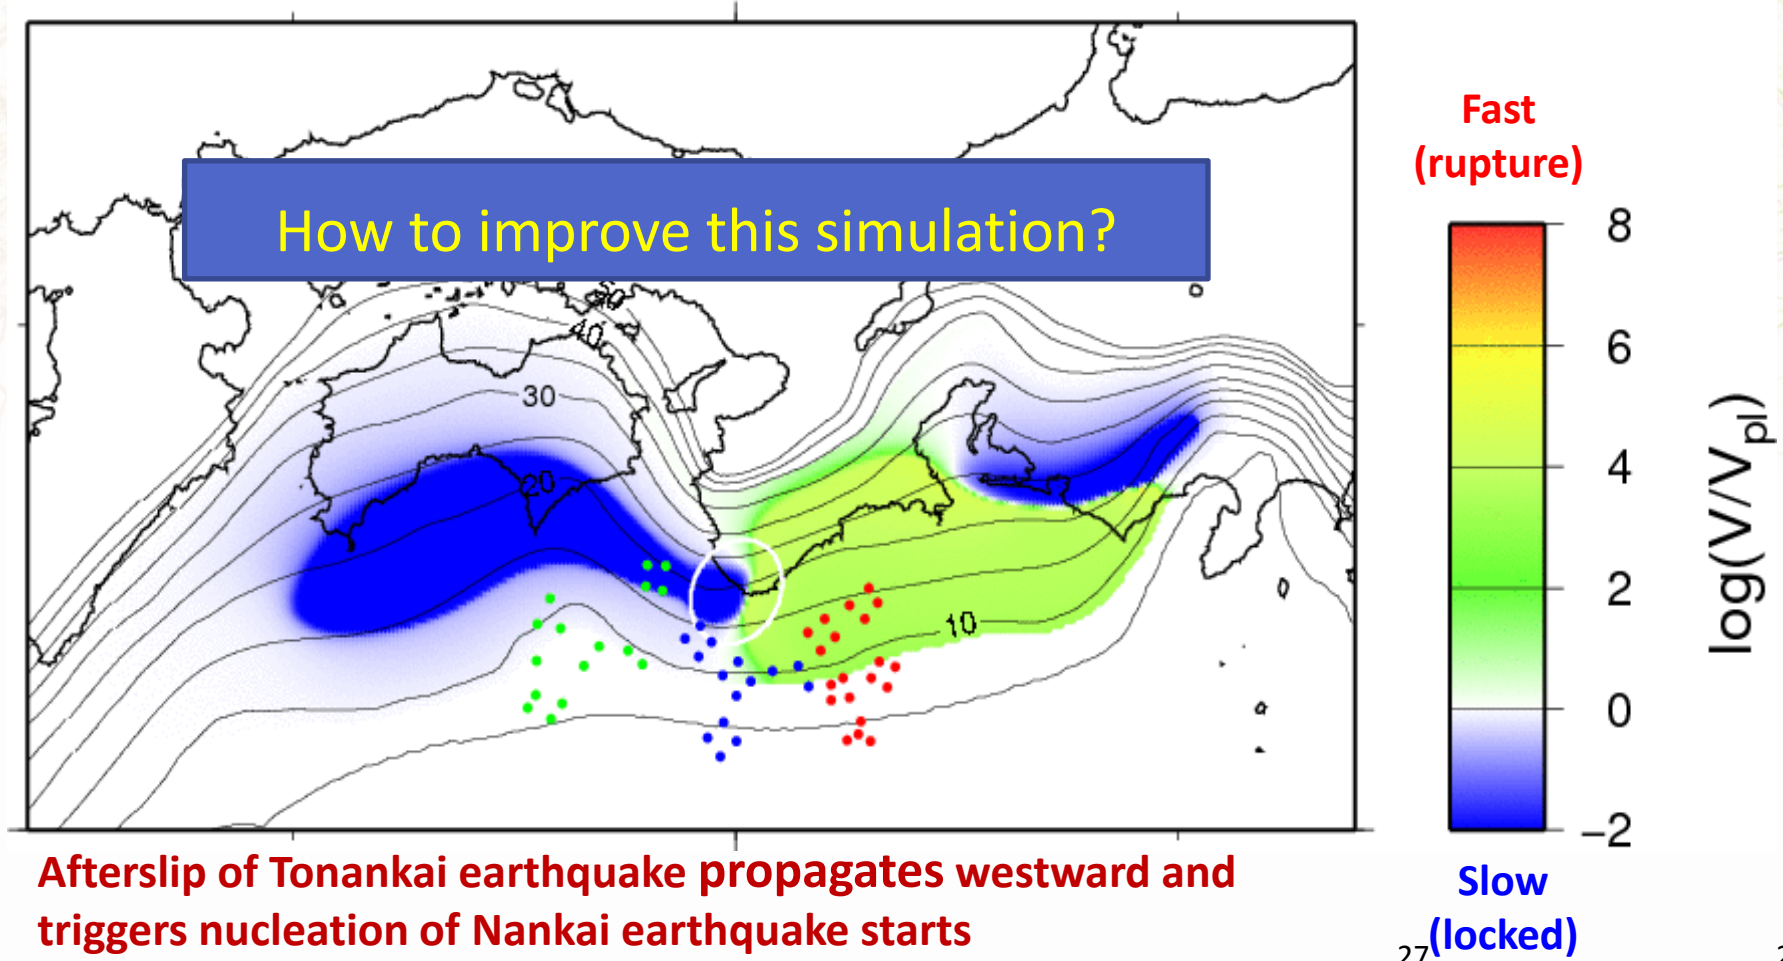 How to improve this simulation?
40
30
20
10
Fast
(rupture)
8
6
4
2
0
−2
log(V/Vpl)
Slow
(locked)
Afterslip of Tonankai earthquake propagates westward and
triggers nucleation of Nankai earthquake starts
27